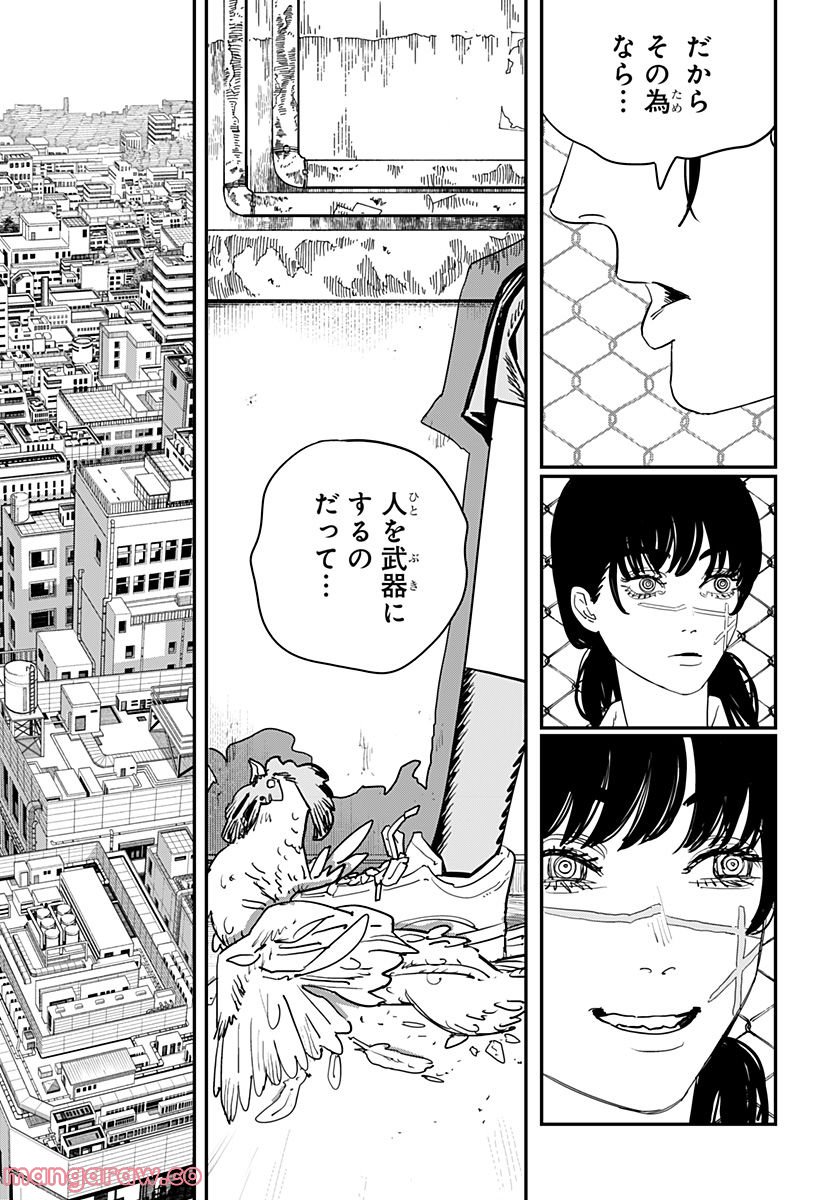 だから
その為
なら…
人を武器に
するの
だって…
mangaraw.co